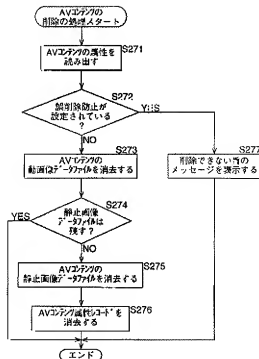 AVコンテンツの
削除の処理スタート
S271
AVコンテンツの属性を
読み出す
S272
誤削除防止が
設定されている
?
YES
NO
S273
AVコンテンツの
動画像データファイルを消去する
S277
削除できない旨の
メッセージを表示する
S274
静止画像
データファイルは
残す?
YES
NO
S275
AVコンテンツの
静止画像データファイルを消去する
S276
AVコンテンツ属性レコードを
消去する
エンド